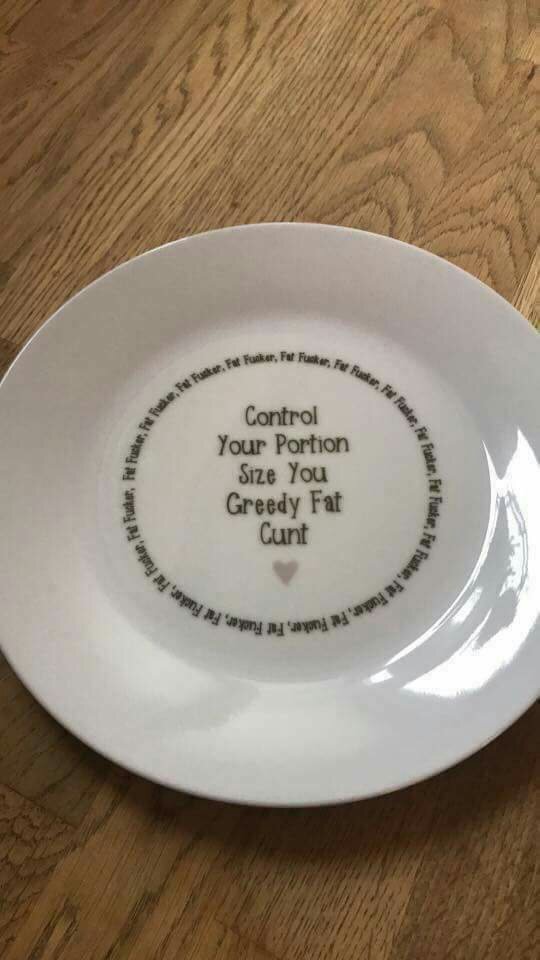 Fat Fucker, Fat Fucker, Fat Fucker, Fat Fucker, Fat Fucker, Fat Fucker, Fat Fucker, Fat Fucker, Fat Fucker, Fat Fucker, Fat Fucker, Fat Fucker, Fat Fucker, Fat Fucker, Fat Fucker, Fat Fucker, Fat Fucker,
Control
Your Portion
Size You
Greedy Fat
Cunt